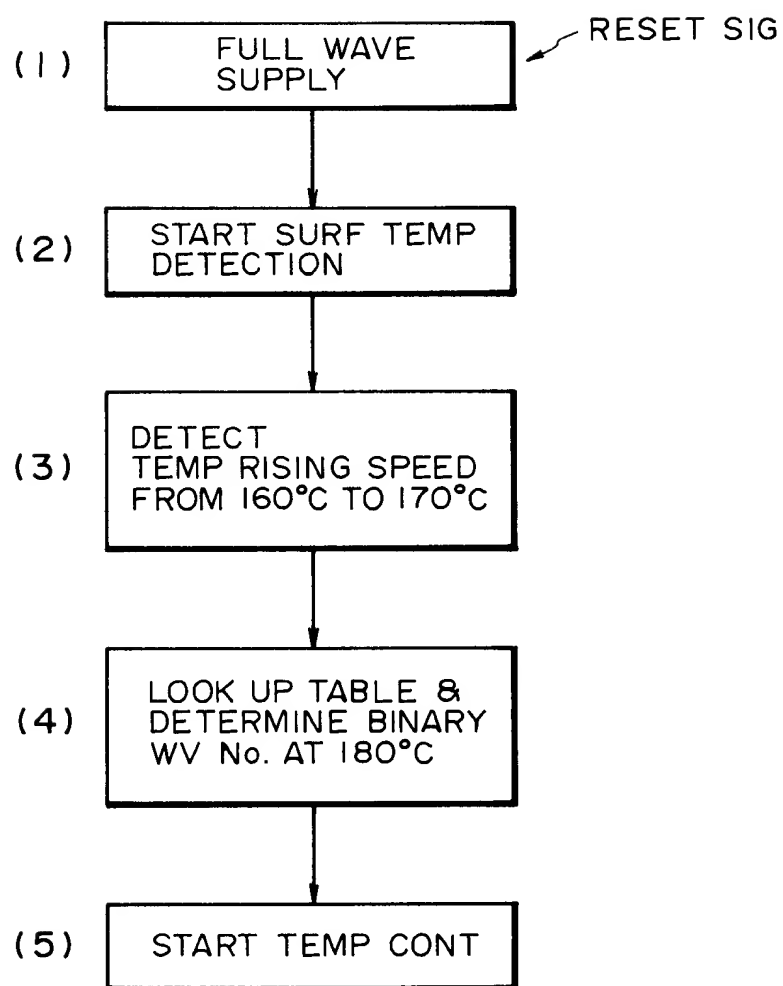 RESET SIG
(1)
FULL WAVE
SUPPLY
(2)
START SURF TEMP
DETECTION
(3)
DETECT
TEMP RISING SPEED
FROM 160°C TO 170°C
(4)
LOOK UP TABLE &
DETERMINE BINARY
WV No. AT 180°C
(5)
START TEMP CONT